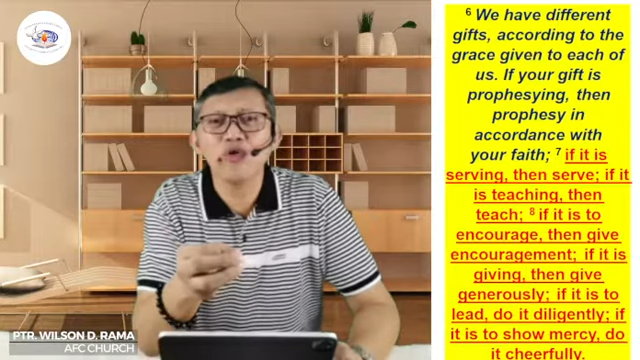 ⁶ We have different
gifts, according to the
grace given to each of
us. If your gift is
prophesying, then
prophesy in
accordance with
your faith; ⁷ if it is
serving, then serve; if it
is teaching, then
teach; ⁸ if it is to
encourage, then give
encouragement; if it is
giving, then give
generously; if it is to
lead, do it diligently; if
it is to show mercy, do
it cheerfully.
PTR. WILSON D. RAMA
AFC CHURCH